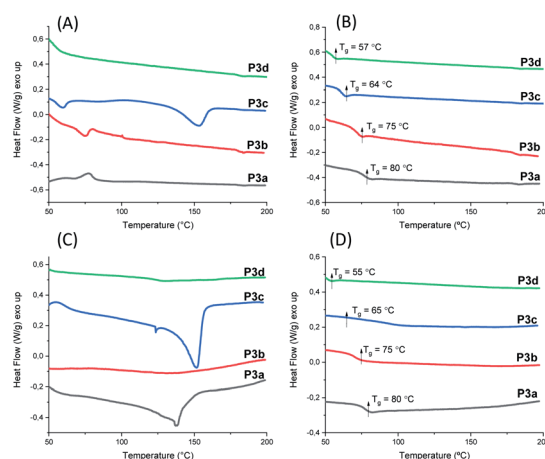 (A)
0,6
0,4
0,2
0,0
-0,2
-0,4
-0,6
Heat Flow (W/g) exo up
P3d
P3c
P3b
P3a
50
100
150
200
Temperature (°C)
(B)
0,6
0,4
0,2
0,0
-0,2
-0,4
-0,6
Heat Flow (W/g) exo up
Tg = 57 °C
P3d
Tg = 64 °C
P3c
Tg = 75 °C
P3b
Tg = 80 °C
P3a
50
100
150
200
Temperature (ºC)
(C)
0,6
0,4
0,2
0,0
-0,2
-0,4
Heat Flow (W/g) exo up
P3d
P3c
P3b
P3a
50
100
150
200
Temperature (°C)
(D)
0,6
0,4
0,2
0,0
-0,2
-0,4
Heat Flow (W/g) exo up
Tg = 55 °C
P3d
Tg = 65 °C
P3c
Tg = 75 °C
P3b
Tg = 80 °C
P3a
50
100
150
200
Temperature (ºC)